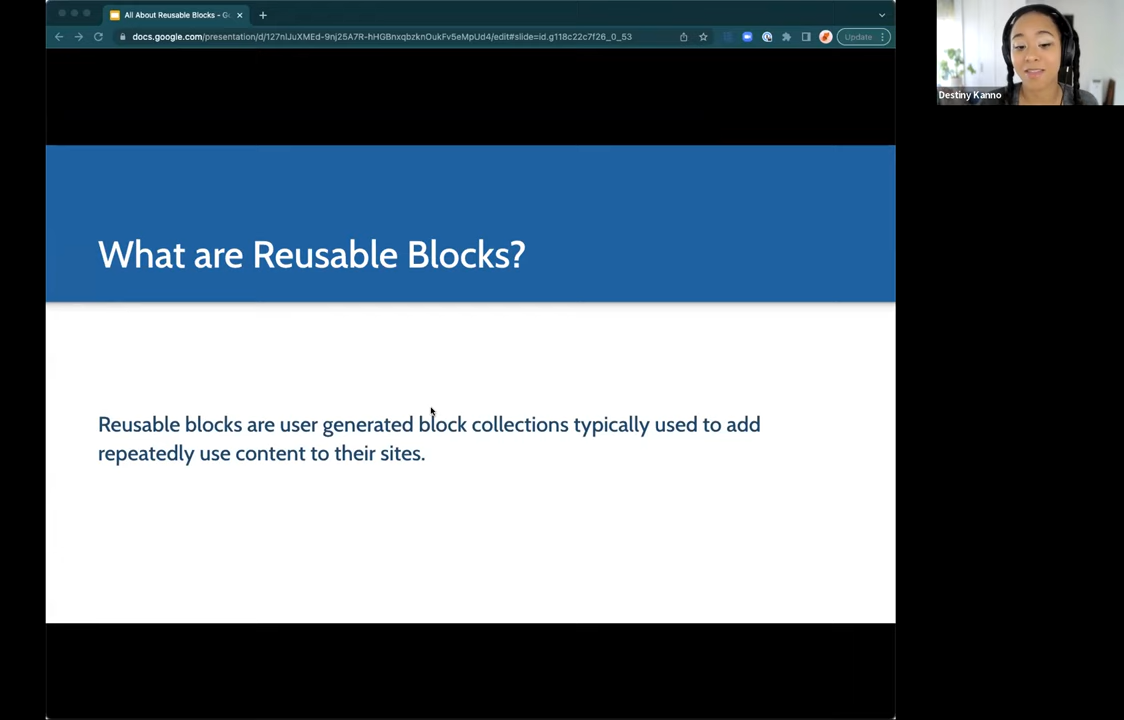 All About Reusable Blocks - G
docs.google.com/presentation/d/127nlJuXMEd-9nj25A7R-hHGBnxqbzknOukFv5eMpUd4/edit#slide=id.g118c22c7f26_0_53
Update
Destiny Kanno
What are Reusable Blocks?
Reusable blocks are user generated block collections typically used to add
repeatedly use content to their sites.